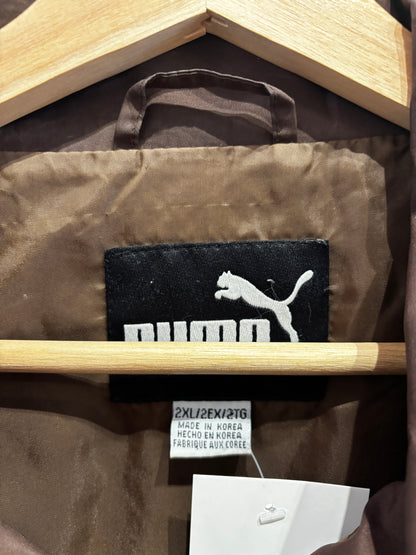 PUMA
2XL/2EX/2TG
MADE IN KOREA
HECHO EN KOREA
FABRIQUE AUX COREE